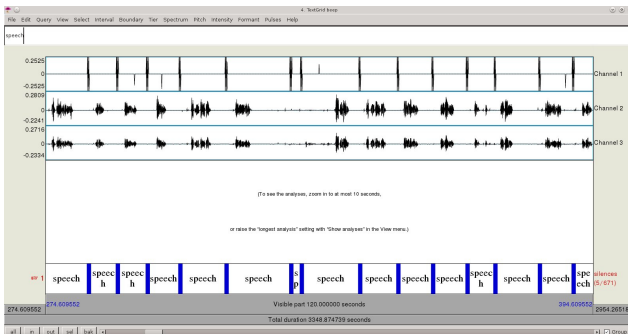 4. TextGrid beep
File Edit Query View Select Interval Boundary Tier Spectrum Pitch Intensity Formant Pulses Help
speech
0.2525
0
-0.2525
Channel 1
0.2809
0
-0.2241
Channel 2
0.2716
0
-0.2334
Channel 3
(To see the analyses, zoom in to at most 10 seconds,
or raise the "longest analysis" setting with "Show analyses" in the View menu.)
1 speech speec speec speech speech speech s speech speech speech speech speec speech speech spe silences
h h p h ech (5/671)
274.609552 Visible part 120.000000 seconds 394.609552
274.609552 2954.26518
Total duration 3348.874739 seconds
all in out sel bak Group